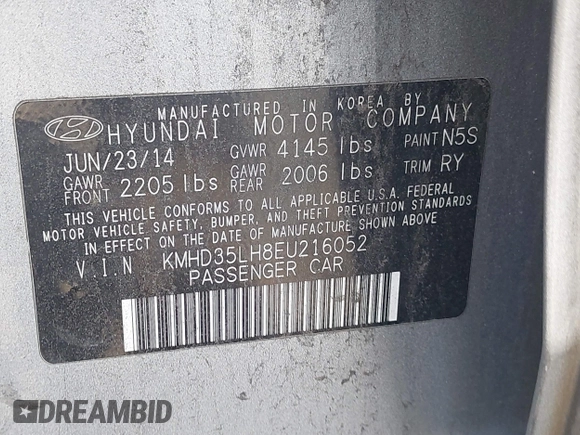 MANUFACTURED IN KOREA BY
HYUNDAI MOTOR COMPANY
JUN/23/14 GVWR 4145 lbs PAINT N5S
GAWR FRONT 2205 lbs GAWR REAR 2006 lbs TRIM RY
THIS VEHICLE CONFORMS TO ALL APPLICABLE U.S.A. FEDERAL
MOTOR VEHICLE SAFETY, BUMPER, AND THEFT PREVENTION STANDARDS
IN EFFECT ON THE DATE OF MANUFACTURE SHOWN ABOVE
V.I.N KMHD35LH8EU216052
PASSENGER CAR
DREAMBID